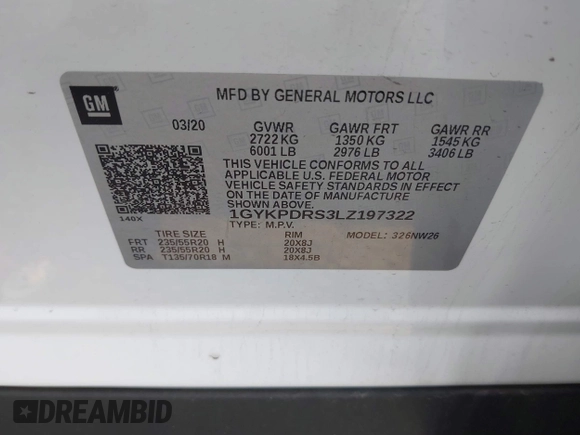 GM
MFD BY GENERAL MOTORS LLC
03/20 GVWR GAWR FRT GAWR RR
2722 KG 1350 KG 1545 KG
6001 LB 2976 LB 3406 LB
THIS VEHICLE CONFORMS TO ALL
APPLICABLE U.S. FEDERAL MOTOR
VEHICLE SAFETY STANDARDS IN EFFECT
ON THE DATE OF MANUFACTURE
SHOWN ABOVE.
140X
1GYKPDRS3LZ197322
TYPE: M.P.V.
TIRE SIZE RIM MODEL: 326NW26
FRT 235/55R20 H 20X8J
RR 235/55R20 H 20X8J
SPA T135/70R18 M 18X4.5B
DREAMBID